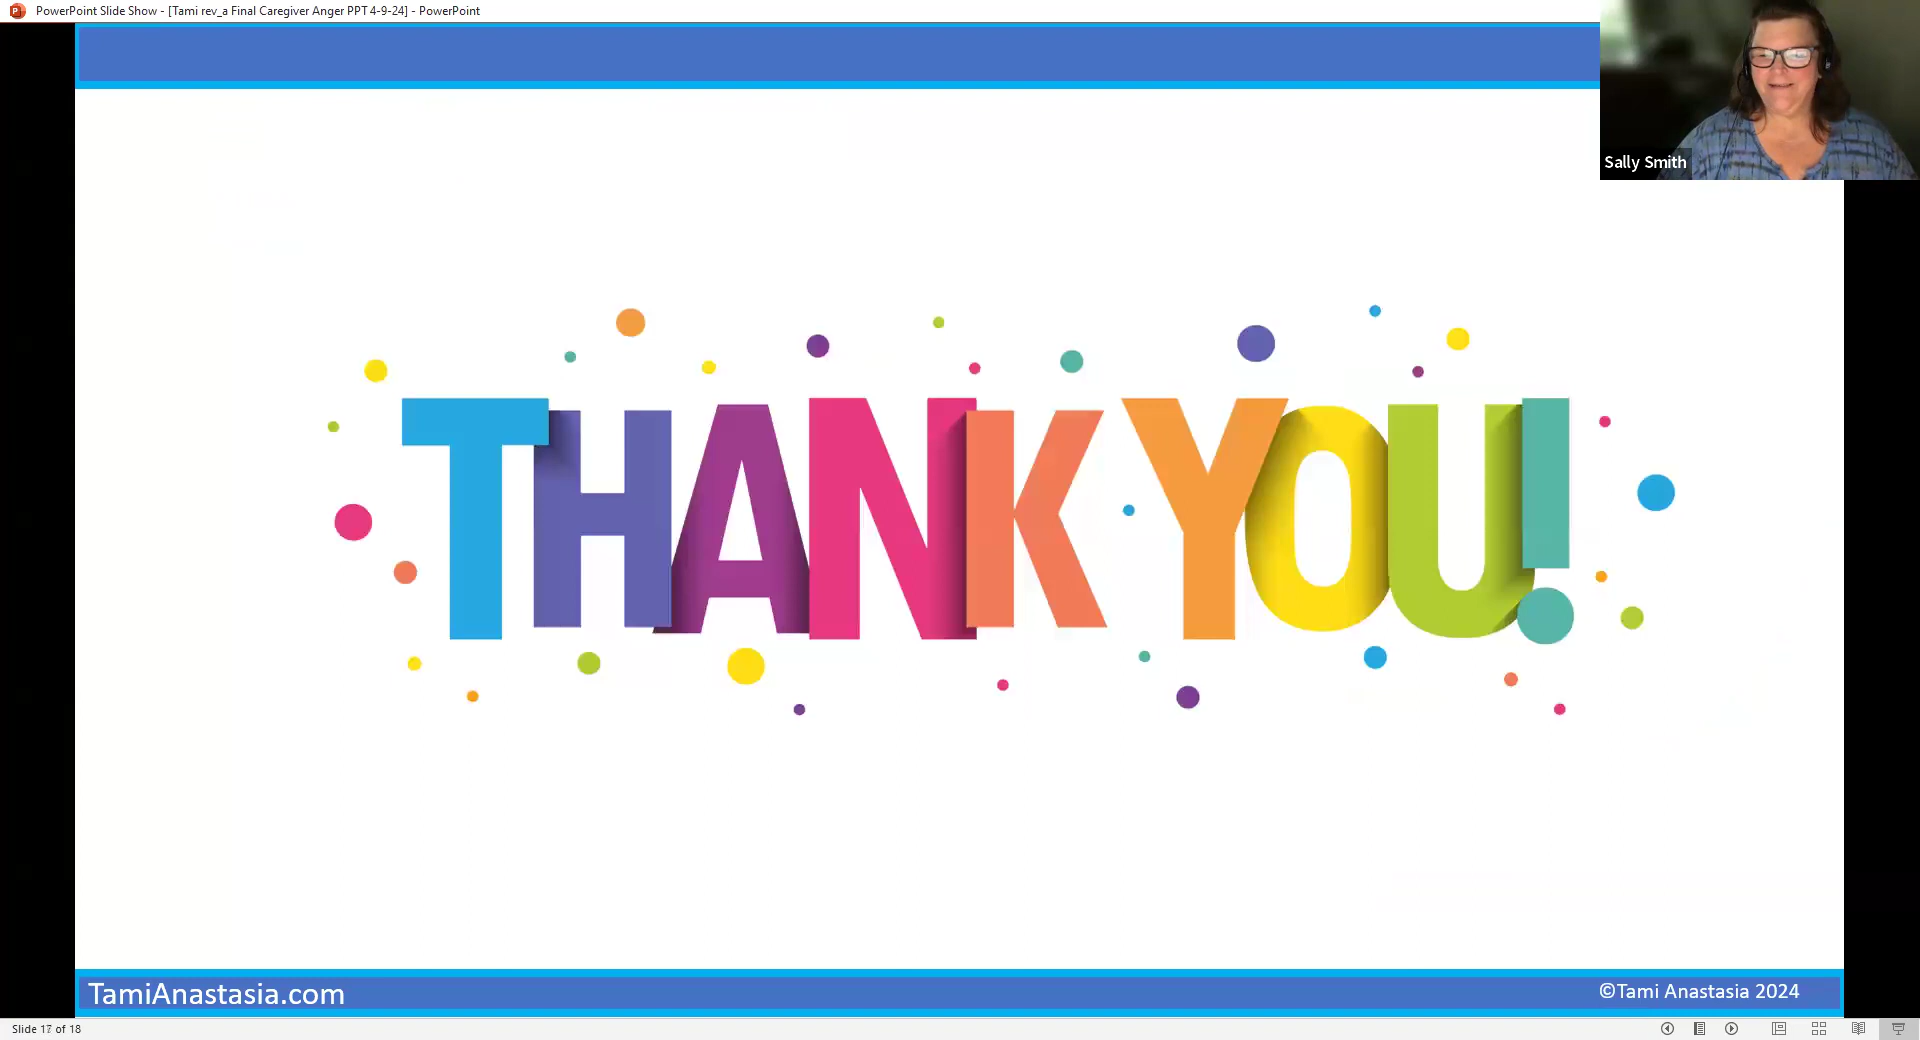 PowerPoint Slide Show - [Tami rev_a Final Caregiver Anger PPT 4-9-24] - PowerPoint
Sally Smith
THANK YOU!
TamiAnastasia.com
©Tami Anastasia 2024
Slide 17 of 18